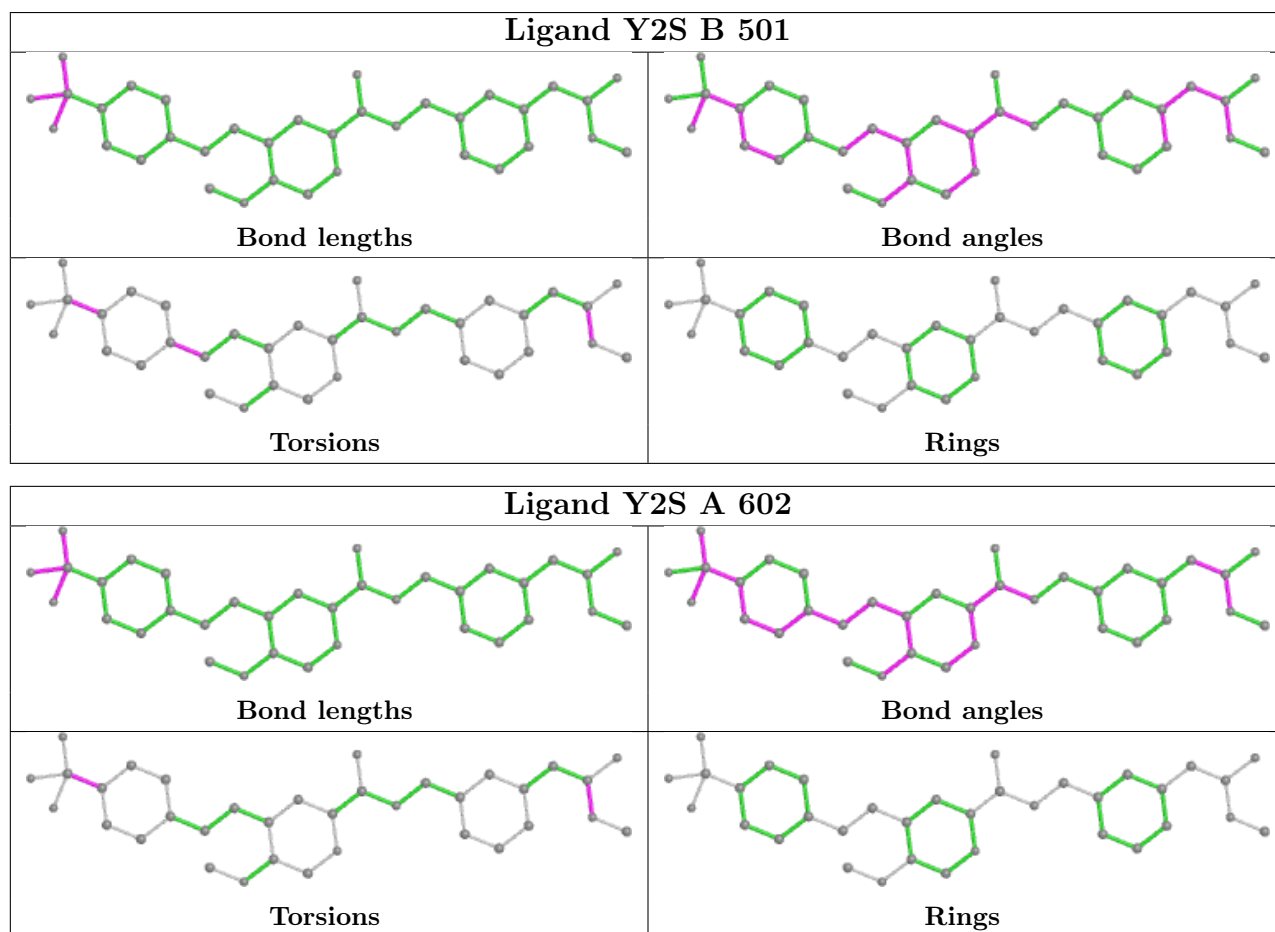 Ligand Y2S B 501
Bond lengths
Bond angles
Torsions
Rings
Ligand Y2S A 602
Bond lengths
Bond angles
Torsions
Rings